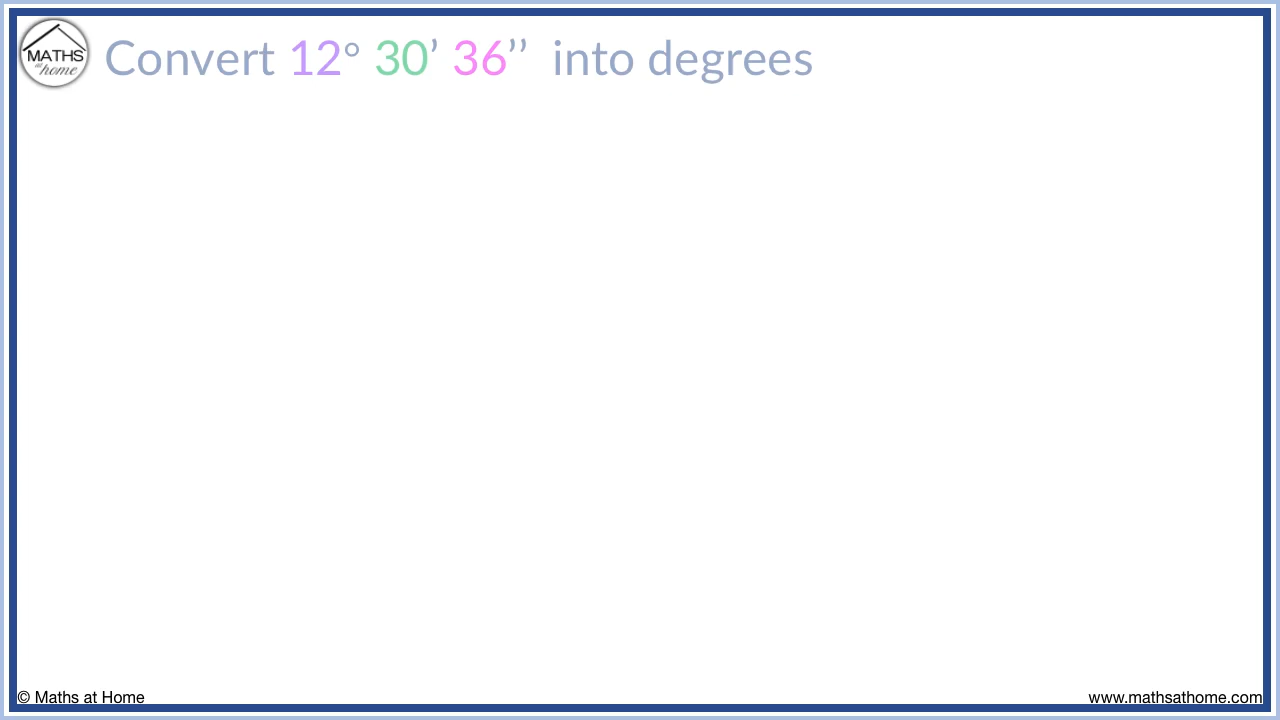 MATHS
at
home
Convert 12° 30’ 36’’ into degrees
© Maths at Home
www.mathsathome.com